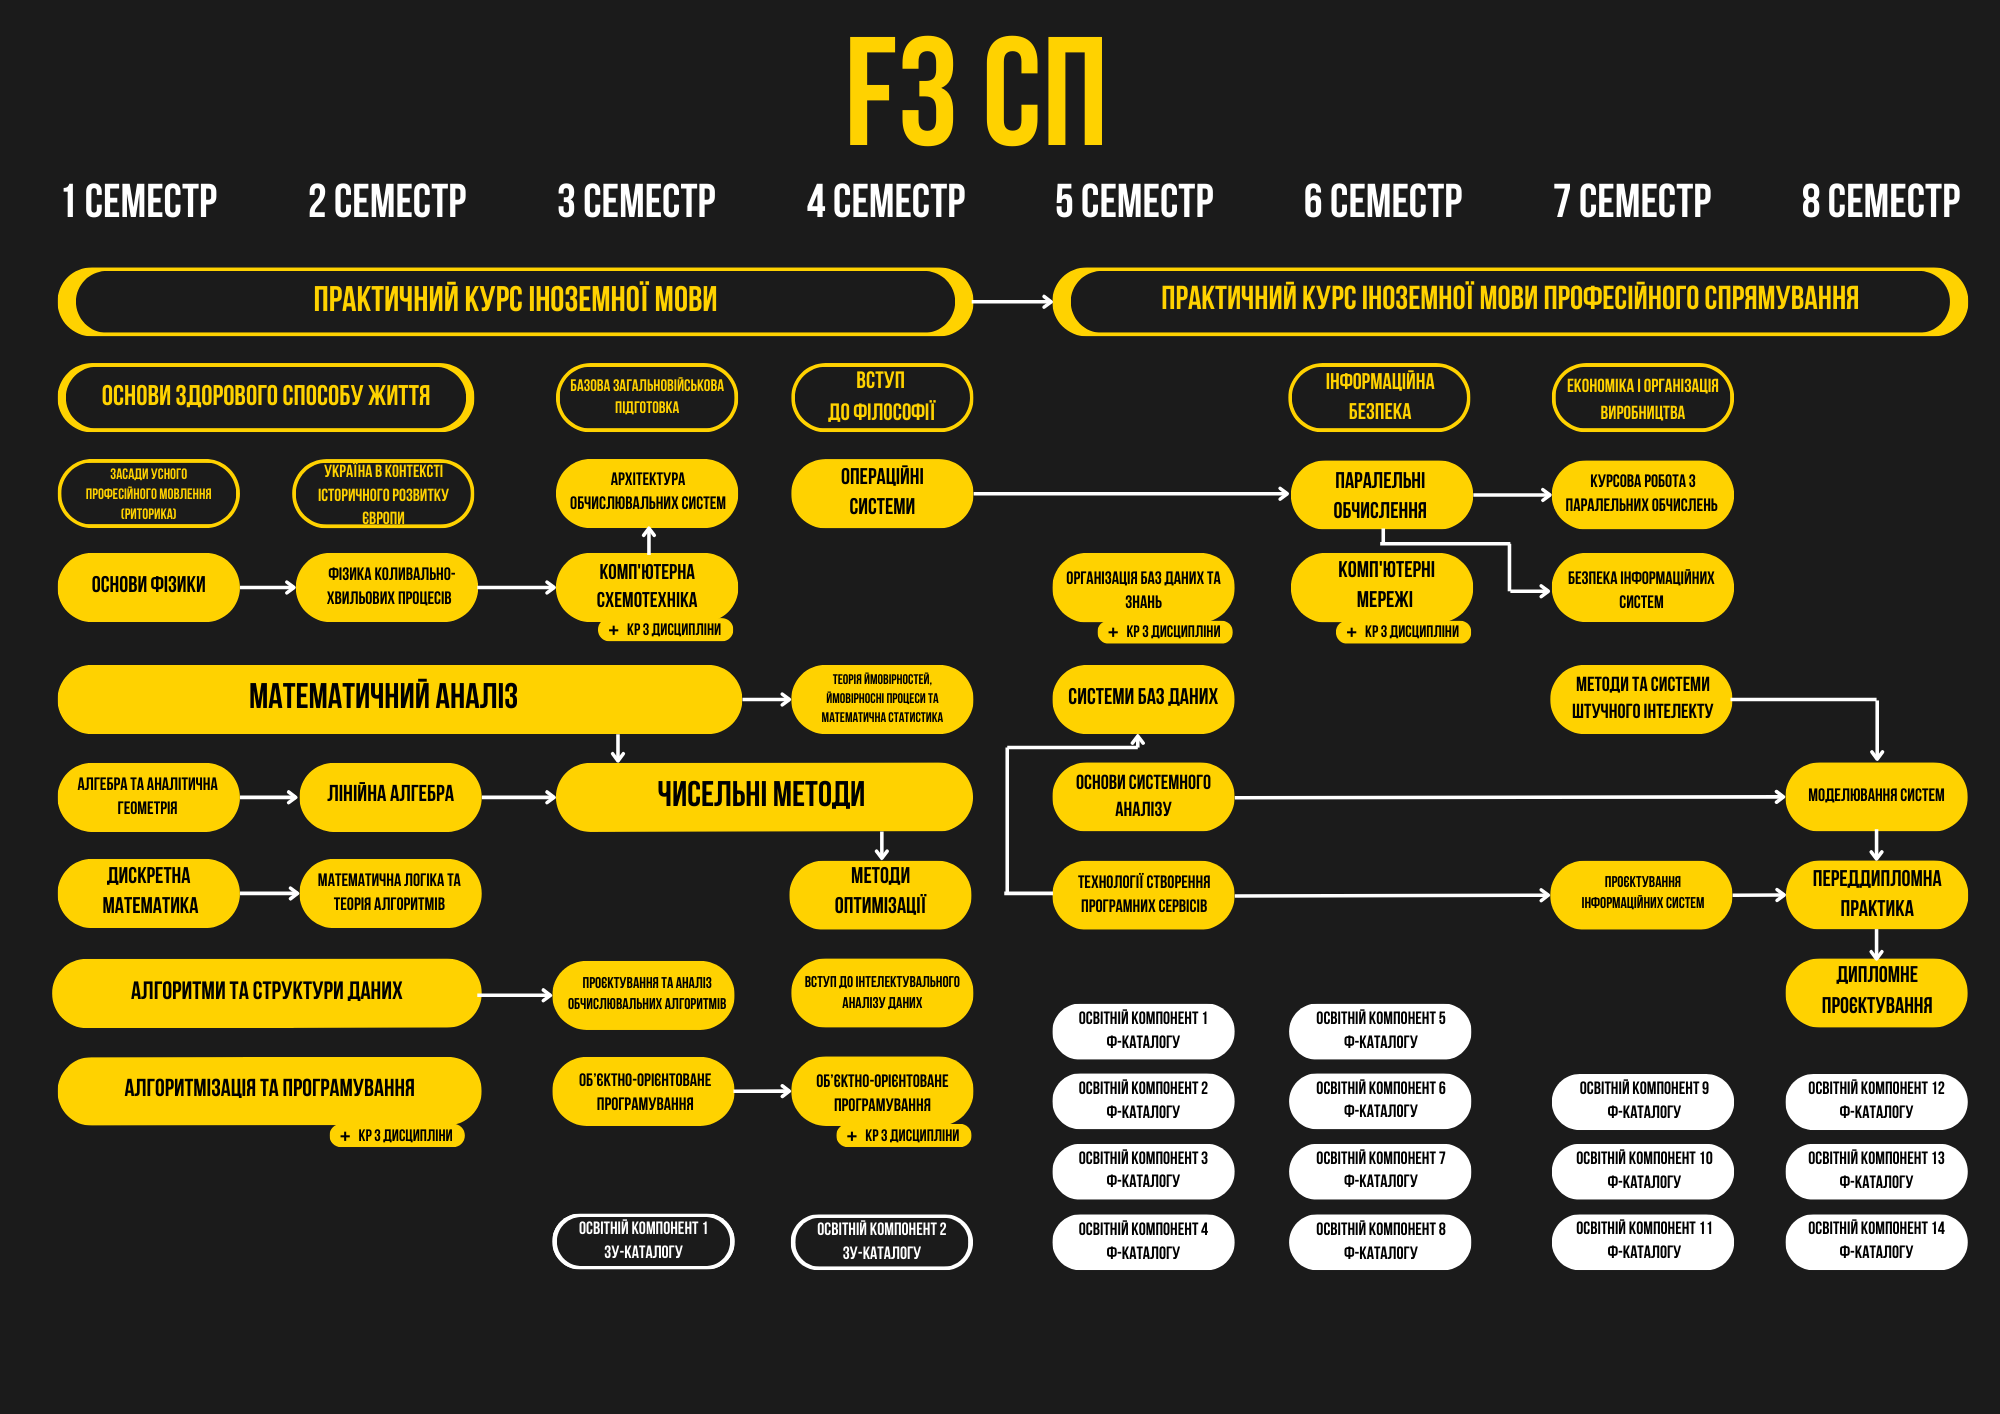 F3 СП
1 СЕМЕСТР
2 СЕМЕСТР
3 СЕМЕСТР
4 СЕМЕСТР
5 СЕМЕСТР
6 СЕМЕСТР
7 СЕМЕСТР
8 СЕМЕСТР
ПРАКТИЧНИЙ КУРС ІНОЗЕМНОЇ МОВИ
ПРАКТИЧНИЙ КУРС ІНОЗЕМНОЇ МОВИ ПРОФЕСІЙНОГО СПРЯМУВАННЯ
ОСНОВИ ЗДОРОВОГО СПОСОБУ ЖИТТЯ
БАЗОВА ЗАГАЛЬНОВІЙСЬКОВА
ПІДГОТОВКА
ВСТУП
ДО ФІЛОСОФІЇ
ІНФОРМАЦІЙНА
БЕЗПЕКА
ЕКОНОМІКА І ОРГАНІЗАЦІЯ
ВИРОБНИЦТВА
ЗАСАДИ УСНОГО
ПРОФЕСІЙНОГО МОВЛЕННЯ
(РИТОРИКА)
УКРАЇНА В КОНТЕКСТІ
ІСТОРИЧНОГО РОЗВИТКУ
ЄВРОПИ
АРХІТЕКТУРА
ОБЧИСЛЮВАЛЬНИХ СИСТЕМ
ОПЕРАЦІЙНІ
СИСТЕМИ
ПАРАЛЕЛЬНІ
ОБЧИСЛЕННЯ
КУРСОВА РОБОТА З
ПАРАЛЕЛЬНИХ ОБЧИСЛЕНЬ
ОСНОВИ ФІЗИКИ
ФІЗИКА КОЛИВАЛЬНО-
ХВИЛЬОВИХ ПРОЦЕСІВ
КОМП'ЮТЕРНА
СХЕМОТЕХНІКА
+ КР З ДИСЦИПЛІНИ
ОРГАНІЗАЦІЯ БАЗ ДАНИХ ТА
ЗНАНЬ
+ КР З ДИСЦИПЛІНИ
КОМП'ЮТЕРНІ
МЕРЕЖІ
+ КР З ДИСЦИПЛІНИ
БЕЗПЕКА ІНФОРМАЦІЙНИХ
СИСТЕМ
МАТЕМАТИЧНИЙ АНАЛІЗ
ТЕОРІЯ ЙМОВІРНОСТЕЙ,
ЙМОВІРНОСНІ ПРОЦЕСИ ТА
МАТЕМАТИЧНА СТАТИСТИКА
СИСТЕМИ БАЗ ДАНИХ
МЕТОДИ ТА СИСТЕМИ
ШТУЧНОГО ІНТЕЛЕКТУ
АЛГЕБРА ТА АНАЛІТИЧНА
ГЕОМЕТРІЯ
ЛІНІЙНА АЛГЕБРА
ЧИСЕЛЬНІ МЕТОДИ
ОСНОВИ СИСТЕМНОГО
АНАЛІЗУ
МОДЕЛЮВАННЯ СИСТЕМ
ДИСКРЕТНА
МАТЕМАТИКА
МАТЕМАТИЧНА ЛОГІКА ТА
ТЕОРІЯ АЛГОРИТМІВ
МЕТОДИ
ОПТИМІЗАЦІЇ
ТЕХНОЛОГІЇ СТВОРЕННЯ
ПРОГРАМНИХ СЕРВІСІВ
ПРОЄКТУВАННЯ
ІНФОРМАЦІЙНИХ СИСТЕМ
ПЕРЕДДИПЛОМНА
ПРАКТИКА
АЛГОРИТМИ ТА СТРУКТУРИ ДАНИХ
ПРОЄКТУВАННЯ ТА АНАЛІЗ
ОБЧИСЛЮВАЛЬНИХ АЛГОРИТМІВ
ВСТУП ДО ІНТЕЛЕКТУВАЛЬНОГО
АНАЛІЗУ ДАНИХ
ДИПЛОМНЕ
ПРОЄКТУВАННЯ
АЛГОРИТМІЗАЦІЯ ТА ПРОГРАМУВАННЯ
+ КР З ДИСЦИПЛІНИ
ОБ'ЄКТНО-ОРІЄНТОВАНЕ
ПРОГРАМУВАННЯ
ОБ'ЄКТНО-ОРІЄНТОВАНЕ
ПРОГРАМУВАННЯ
+ КР З ДИСЦИПЛІНИ
ОСВІТНІЙ КОМПОНЕНТ 1
Ф-КАТАЛОГУ
ОСВІТНІЙ КОМПОНЕНТ 5
Ф-КАТАЛОГУ
ОСВІТНІЙ КОМПОНЕНТ 2
Ф-КАТАЛОГУ
ОСВІТНІЙ КОМПОНЕНТ 6
Ф-КАТАЛОГУ
ОСВІТНІЙ КОМПОНЕНТ 9
Ф-КАТАЛОГУ
ОСВІТНІЙ КОМПОНЕНТ 12
Ф-КАТАЛОГУ
ОСВІТНІЙ КОМПОНЕНТ 3
Ф-КАТАЛОГУ
ОСВІТНІЙ КОМПОНЕНТ 7
Ф-КАТАЛОГУ
ОСВІТНІЙ КОМПОНЕНТ 10
Ф-КАТАЛОГУ
ОСВІТНІЙ КОМПОНЕНТ 13
Ф-КАТАЛОГУ
ОСВІТНІЙ КОМПОНЕНТ 1
ЗУ-КАТАЛОГУ
ОСВІТНІЙ КОМПОНЕНТ 2
ЗУ-КАТАЛОГУ
ОСВІТНІЙ КОМПОНЕНТ 4
Ф-КАТАЛОГУ
ОСВІТНІЙ КОМПОНЕНТ 8
Ф-КАТАЛОГУ
ОСВІТНІЙ КОМПОНЕНТ 11
Ф-КАТАЛОГУ
ОСВІТНІЙ КОМПОНЕНТ 14
Ф-КАТАЛОГУ